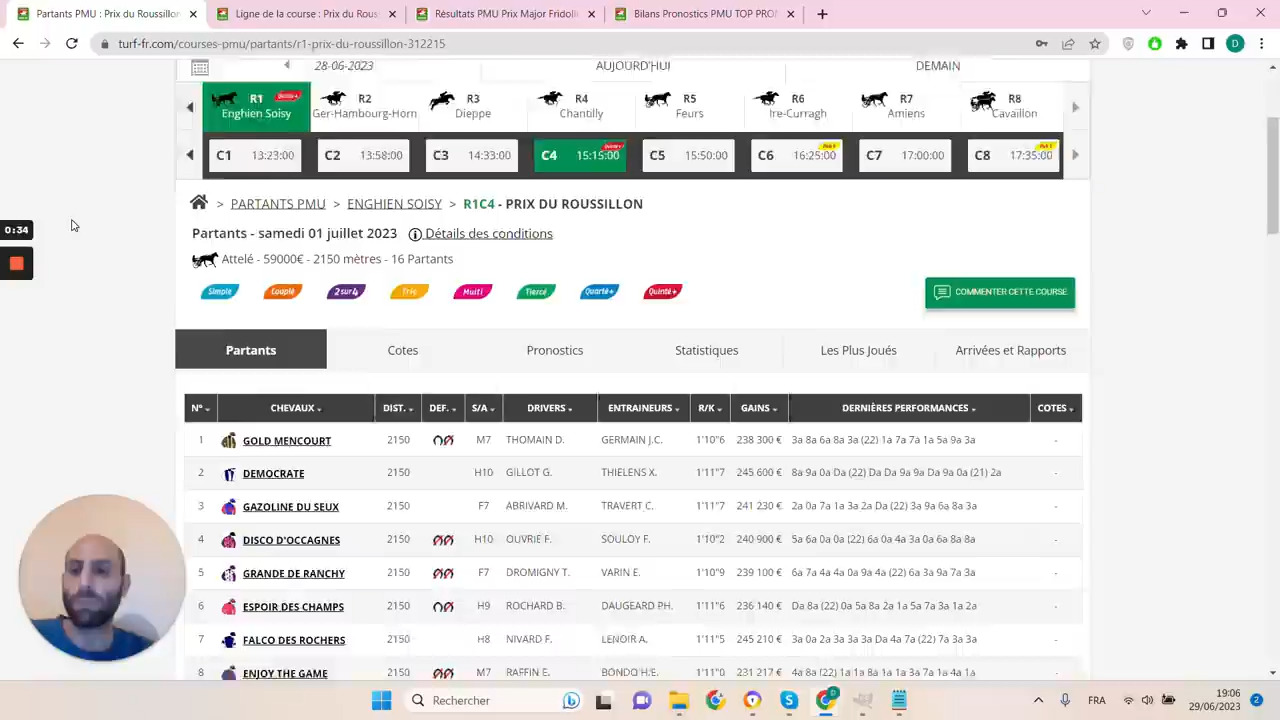 Partants PMU : Prix du Roussillon
Ligne de la course : Prix du Rous
Résultats PMU Prix Major Fridolin
Bilans Pronostics PMU TOP PRON
turf-fr.com/courses-pmu/partants/r1-prix-du-roussillon-312215
D
28-06-2023 AUJOURD'HUI DEMAIN
R1 Enghien Soisy
R2 Ger-Hambourg-Horn
R3 Dieppe
R4 Chantilly
R5 Feurs
R6 Ire-Curragh
R7 Amiens
R8 Cavaillon
C1 13:23:00 C2 13:58:00 C3 14:33:00 C4 15:15:00 C5 15:50:00 C6 16:25:00 C7 17:00:00 C8 17:35:00
> PARTANTS PMU > ENGHIEN SOISY > R1C4 - PRIX DU ROUSSILLON
0:34
Partants - samedi 01 juillet 2023 Détails des conditions
Attelé - 59000€ - 2150 mètres - 16 Partants
Simple Couplé 2sur4 Trio Multi Tiercé Quarté+ Quinté+
COMMENTER CETTE COURSE
Partants Cotes Pronostics Statistiques Les Plus Joués Arrivées et Rapports
N° CHEVAUX DIST. DEF. S/A DRIVERS ENTRAINEURS R/K GAINS DERNIÈRES PERFORMANCES COTES
1 GOLD MENCOURT 2150 M7 THOMAIN D. GERMAIN J.C. 1'10"6 238 300 € 3a 8a 6a 8a 3a (22) 1a 7a 7a 1a 5a 9a 3a -
2 DEMOCRATE 2150 H10 GILLOT G. THIELENS X. 1'11"7 245 600 € 8a 9a 0a Da (22) Da Da 9a 9a Da 9a 0a (21) 2a -
3 GAZOLINE DU SEUX 2150 F7 ABRIVARD M. TRAVERT C. 1'11"7 241 230 € 2a 0a 7a 1a 3a 2a Da (22) 3a 9a 6a 8a 3a -
4 DISCO D'OCCAGNES 2150 H10 OUVRIE F. SOULOY F. 1'10"2 240 900 € 5a 6a 0a 0a (22) 6a 0a 4a 3a 0a 6a 8a 8a -
5 GRANDE DE RANCHY 2150 F7 DROMIGNY T. VARIN E. 1'10"9 239 100 € 6a 7a 4a 4a 0a 9a 4a (22) 6a 3a 9a 7a 3a -
6 ESPOIR DES CHAMPS 2150 H9 ROCHARD B. DAUGEARD PH. 1'11"6 236 140 € Da 8a (22) 0a 5a 8a 2a 1a 5a 7a 3a 1a 2a -
7 FALCO DES ROCHERS 2150 H8 NIVARD F. LENOIR A. 1'11"5 245 210 € 3a 0a 2a 3a 3a 3a Da 4a 7a (22) 7a 3a 3a -
8 ENJOY THE GAME 2150 M7 RAFFIN E. BONDO H.E. 1'11"0 231 217 € 4a 8a (22) 1a 8a 1a 1a 3a 7a 1a 4a 1a -
Rechercher
FRA
19:06
29/06/2023
2